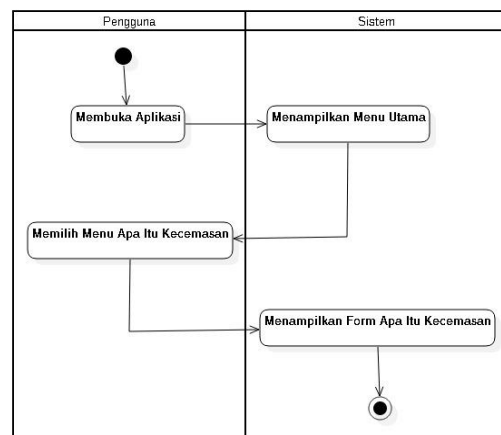 Pengguna
Sistem
Membuka Aplikasi
Menampilkan Menu Utama
Memilih Menu Apa Itu Kecemasan
Menampilkan Form Apa Itu Kecemasan